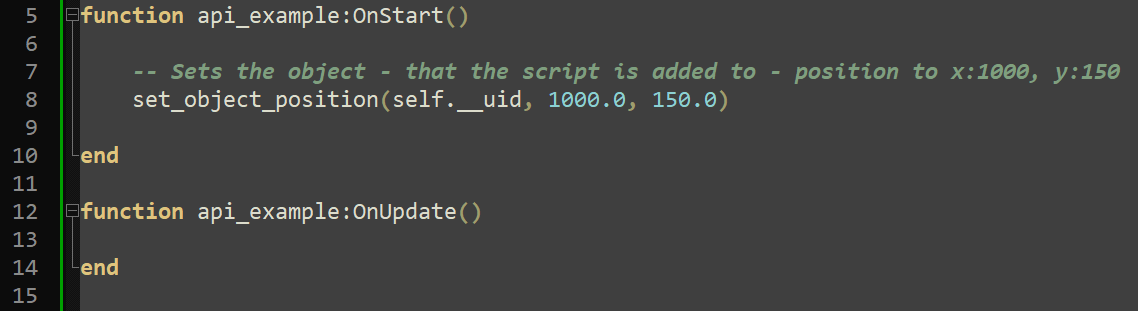 5 function api_example:OnStart()
6
7 -- Sets the object - that the script is added to - position to x:1000, y:150
8 set_object_position(self.__uid, 1000.0, 150.0)
9
10 end
11
12 function api_example:OnUpdate()
13
14 end
15